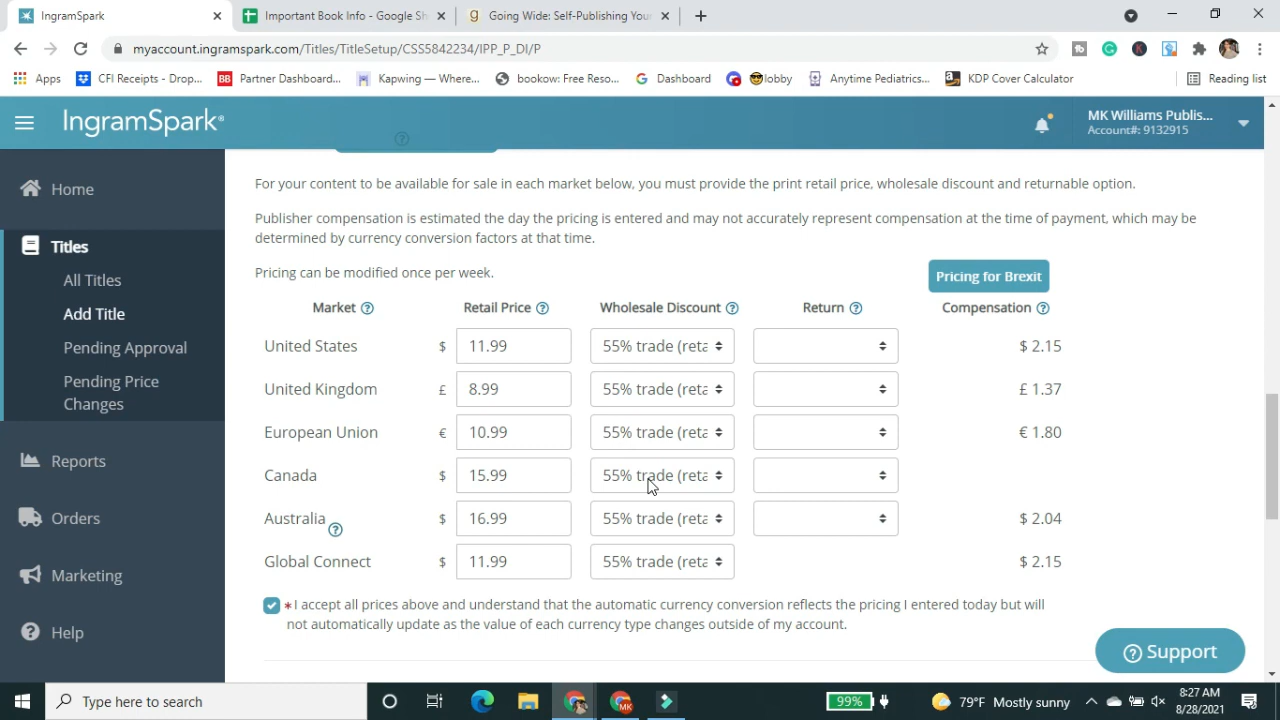 IngramSpark
Important Book Info - Google Sh
Going Wide: Self-Publishing Your
myaccount.ingramspark.com/Titles/TitleSetup/CSS5842234/IPP_P_DI/P
Apps
CFI Receipts - Drop...
BB
Partner Dashboard...
Kapwing — Where...
bookow: Free Reso...
Dashboard
lobby
Anytime Pediatrics...
KDP Cover Calculator
Reading list
IngramSpark®
MK Williams Publis...
Account#: 9132915
Home
Titles
All Titles
Add Title
Pending Approval
Pending Price
Changes
Reports
Orders
Marketing
Help
For your content to be available for sale in each market below, you must provide the print retail price, wholesale discount and returnable option.
Publisher compensation is estimated the day the pricing is entered and may not accurately represent compensation at the time of payment, which may be
determined by currency conversion factors at that time.
Pricing can be modified once per week.
Pricing for Brexit
Market ? Retail Price ? Wholesale Discount ? Return ? Compensation ?
United States $ 11.99 55% trade (reta $ 2.15
United Kingdom £ 8.99 55% trade (reta £ 1.37
European Union € 10.99 55% trade (reta € 1.80
Canada $ 15.99 55% trade (reta
Australia ? $ 16.99 55% trade (reta $ 2.04
Global Connect $ 11.99 55% trade (reta $ 2.15
* I accept all prices above and understand that the automatic currency conversion reflects the pricing I entered today but will
not automatically update as the value of each currency type changes outside of my account.
? Support
Type here to search
MK
99%
79°F Mostly sunny
8:27 AM
8/28/2021